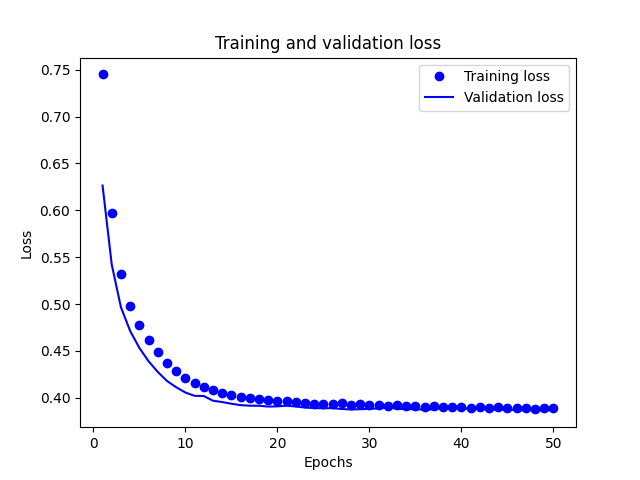 Training and validation loss
Training loss
Validation loss
0.75
0.70
0.65
0.60
0.55
0.50
0.45
0.40
Loss
0 10 20 30 40 50
Epochs